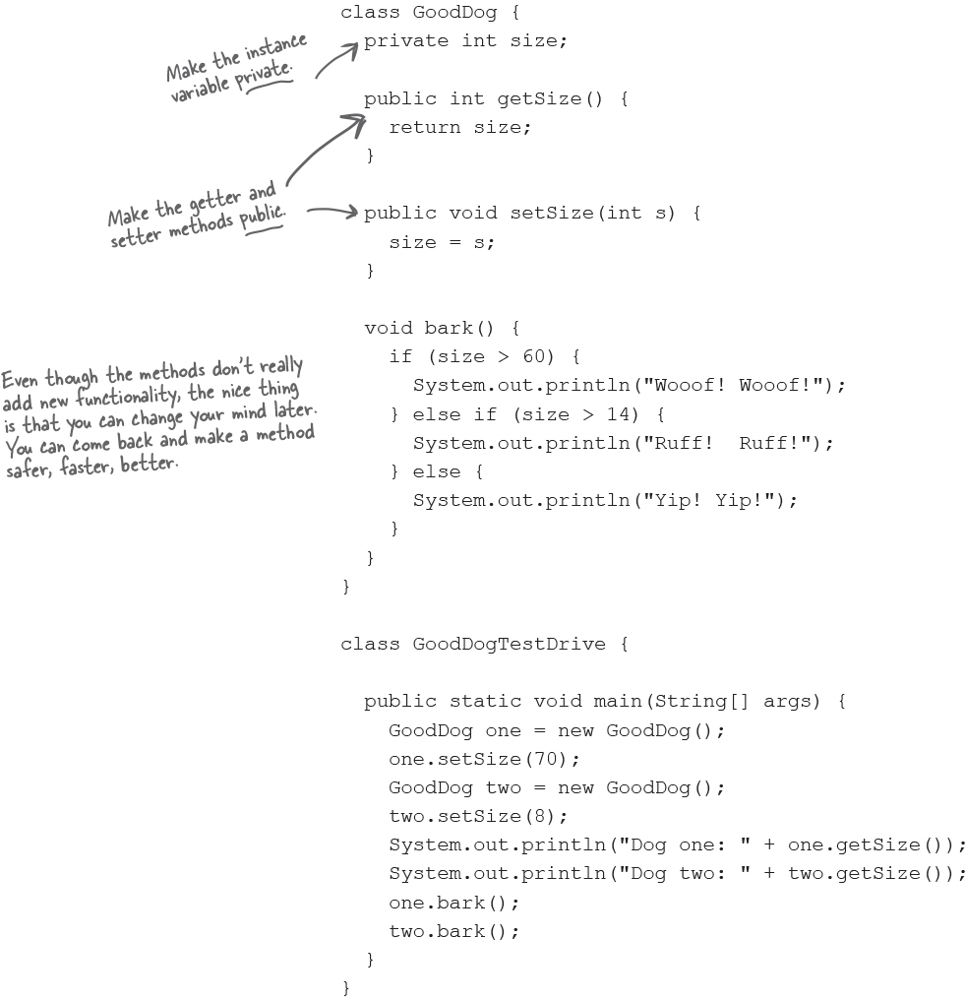 class GoodDog {
private int size;
Make the instance
variable private.
public int getSize() {
return size;
}
Make the getter and
setter methods public.
public void setSize(int s) {
size = s;
}
void bark() {
if (size > 60) {
System.out.println("Wooof! Wooof!");
} else if (size > 14) {
System.out.println("Ruff!  Ruff!");
} else {
System.out.println("Yip! Yip!");
}
}
}
Even though the methods don't really
add new functionality, the nice thing
is that you can change your mind later.
You can come back and make a method
safer, faster, better.
class GoodDogTestDrive {
public static void main(String[] args) {
GoodDog one = new GoodDog();
one.setSize(70);
GoodDog two = new GoodDog();
two.setSize(8);
System.out.println("Dog one: " + one.getSize());
System.out.println("Dog two: " + two.getSize());
one.bark();
two.bark();
}
}